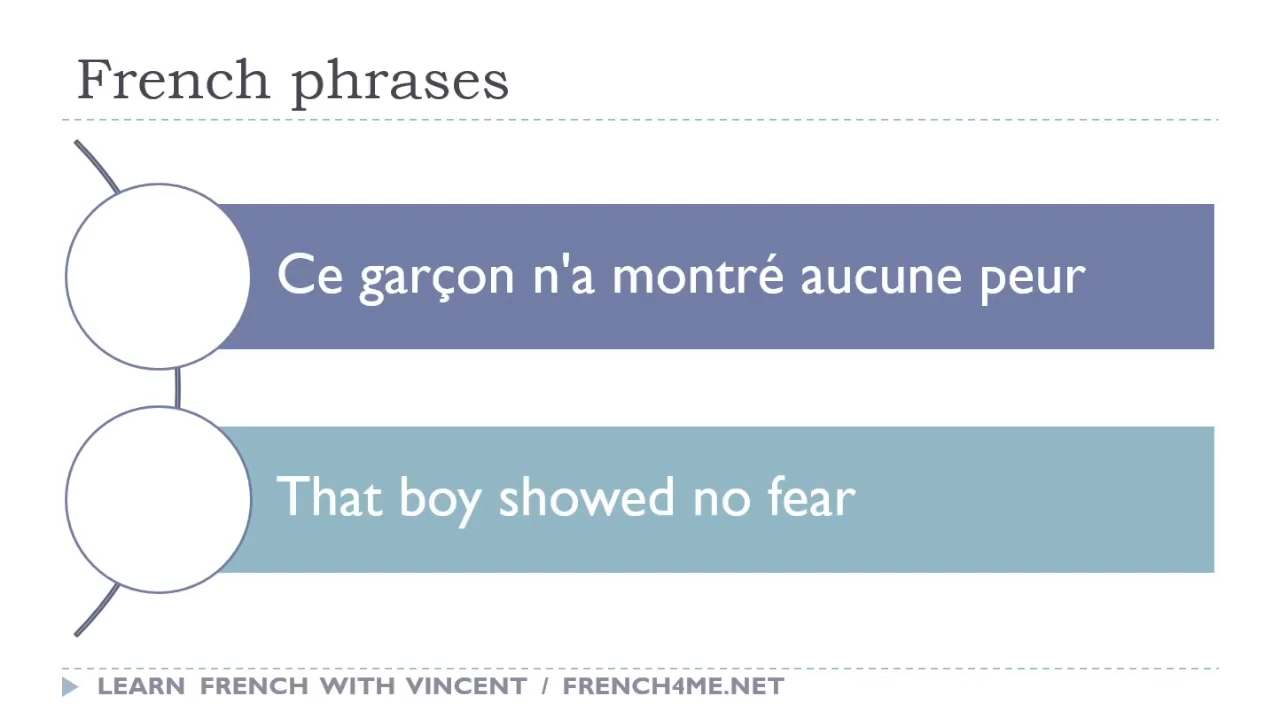 French phrases
Ce garçon n'a montré aucune peur
That boy showed no fear
LEARN FRENCH WITH VINCENT / FRENCH4ME.NET